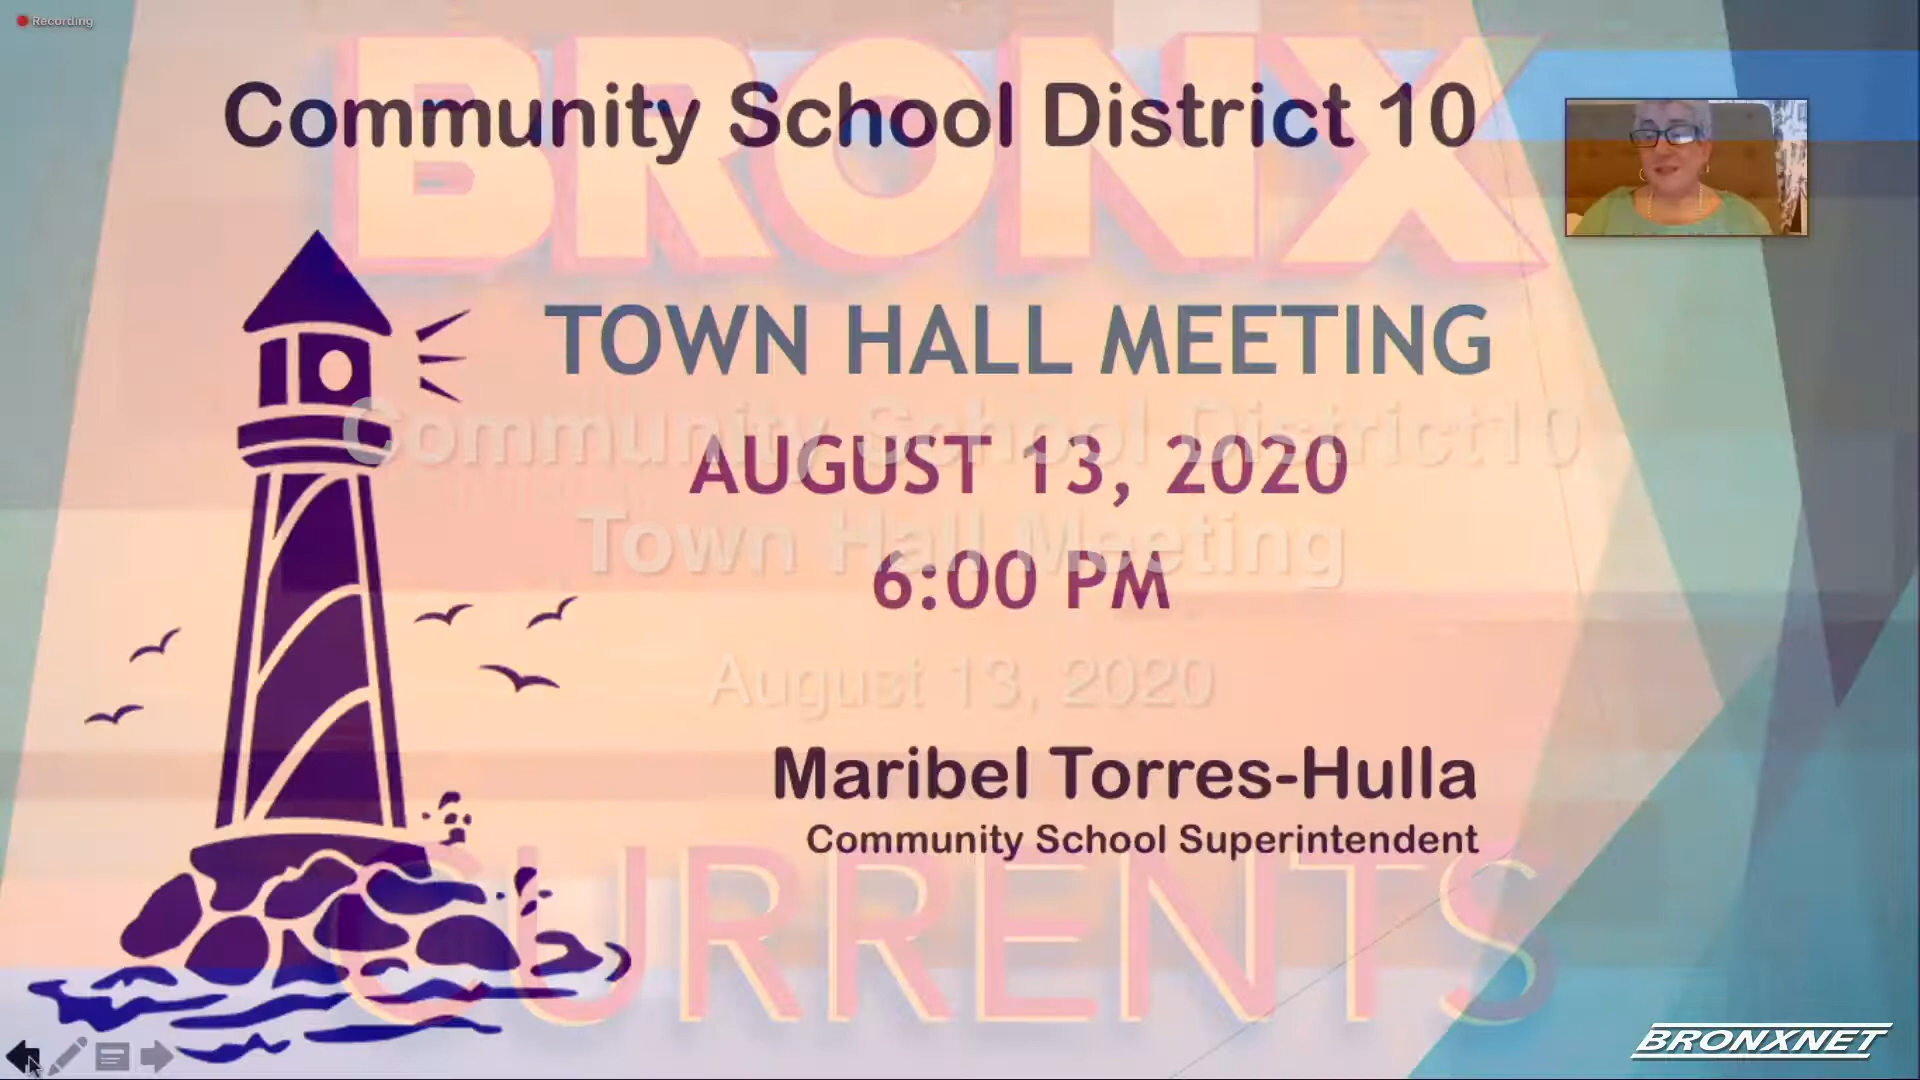 Recording
BRONX
Community School District 10
TOWN HALL MEETING
Community School District10
AUGUST 13, 2020
Town Hall Meeting
6:00 PM
August 13, 2020
Maribel Torres-Hulla
Community School Superintendent
CURRENTS
BRONXNET